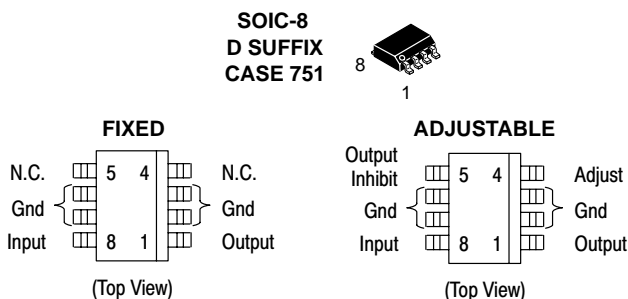 SOIC-8
D SUFFIX
CASE 751
8
1
FIXED
N.C. 5 4 N.C.
Gnd Gnd
Input 8 1 Output
(Top View)
ADJUSTABLE
Output
Inhibit 5 4 Adjust
Gnd Gnd
Input 8 1 Output
(Top View)